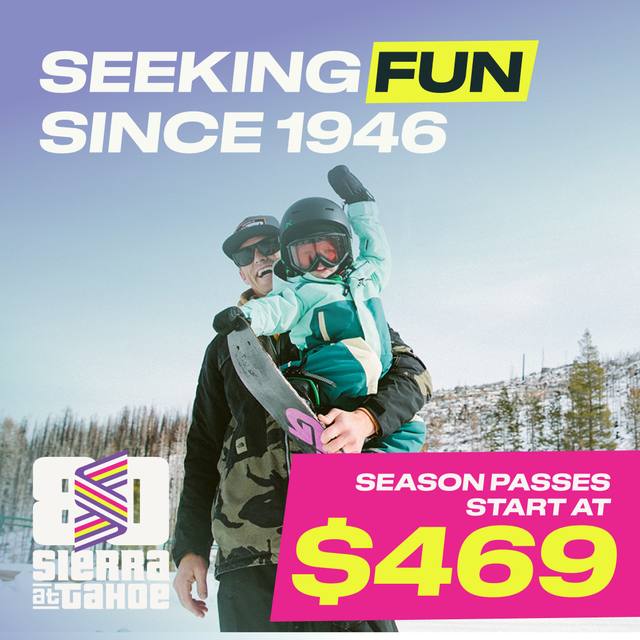 SEEKING FUN
SINCE 1946
SEASON PASSES
START AT
$469
80
SIERRA
at TAHOE